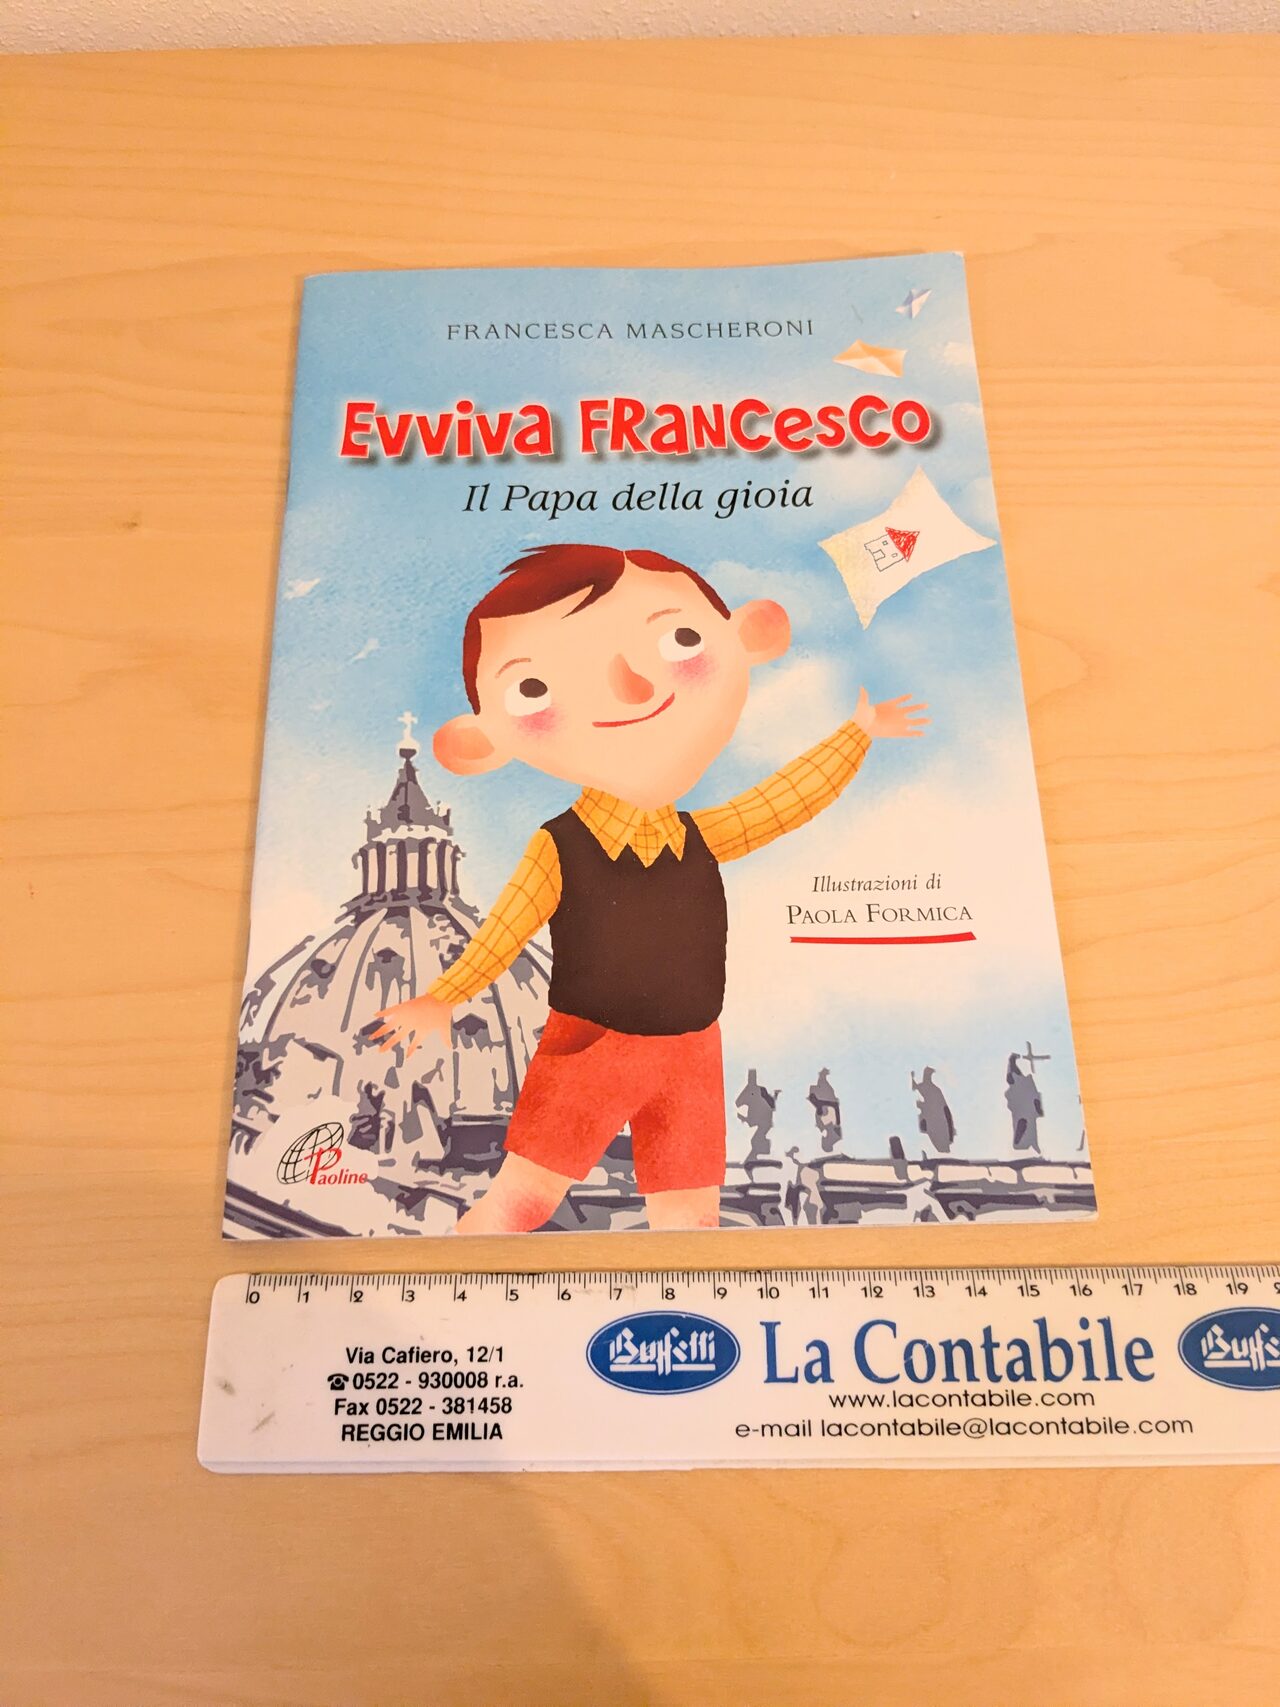 FRANCESCA MASCHERONI
Evviva FRANCesco
Il Papa della gioia
Illustrazioni di
PAOLA FORMICA
Paoline
0 1 2 3 4 5 6 7 8 9 10 11 12 13 14 15 16 17 18 19
Via Cafiero, 12/1
☎0522 - 930008 r.a.
Fax 0522 - 381458
REGGIO EMILIA
Buffetti
La Contabile
www.lacontabile.com
e-mail lacontabile@lacontabile.com